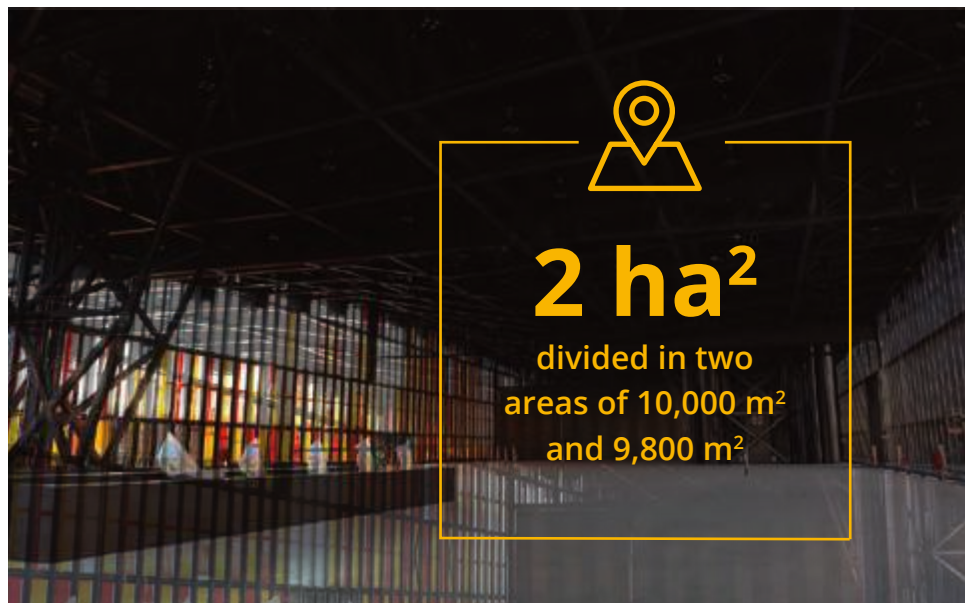 2 ha²
divided in two
areas of 10,000 m²
and 9,800 m²